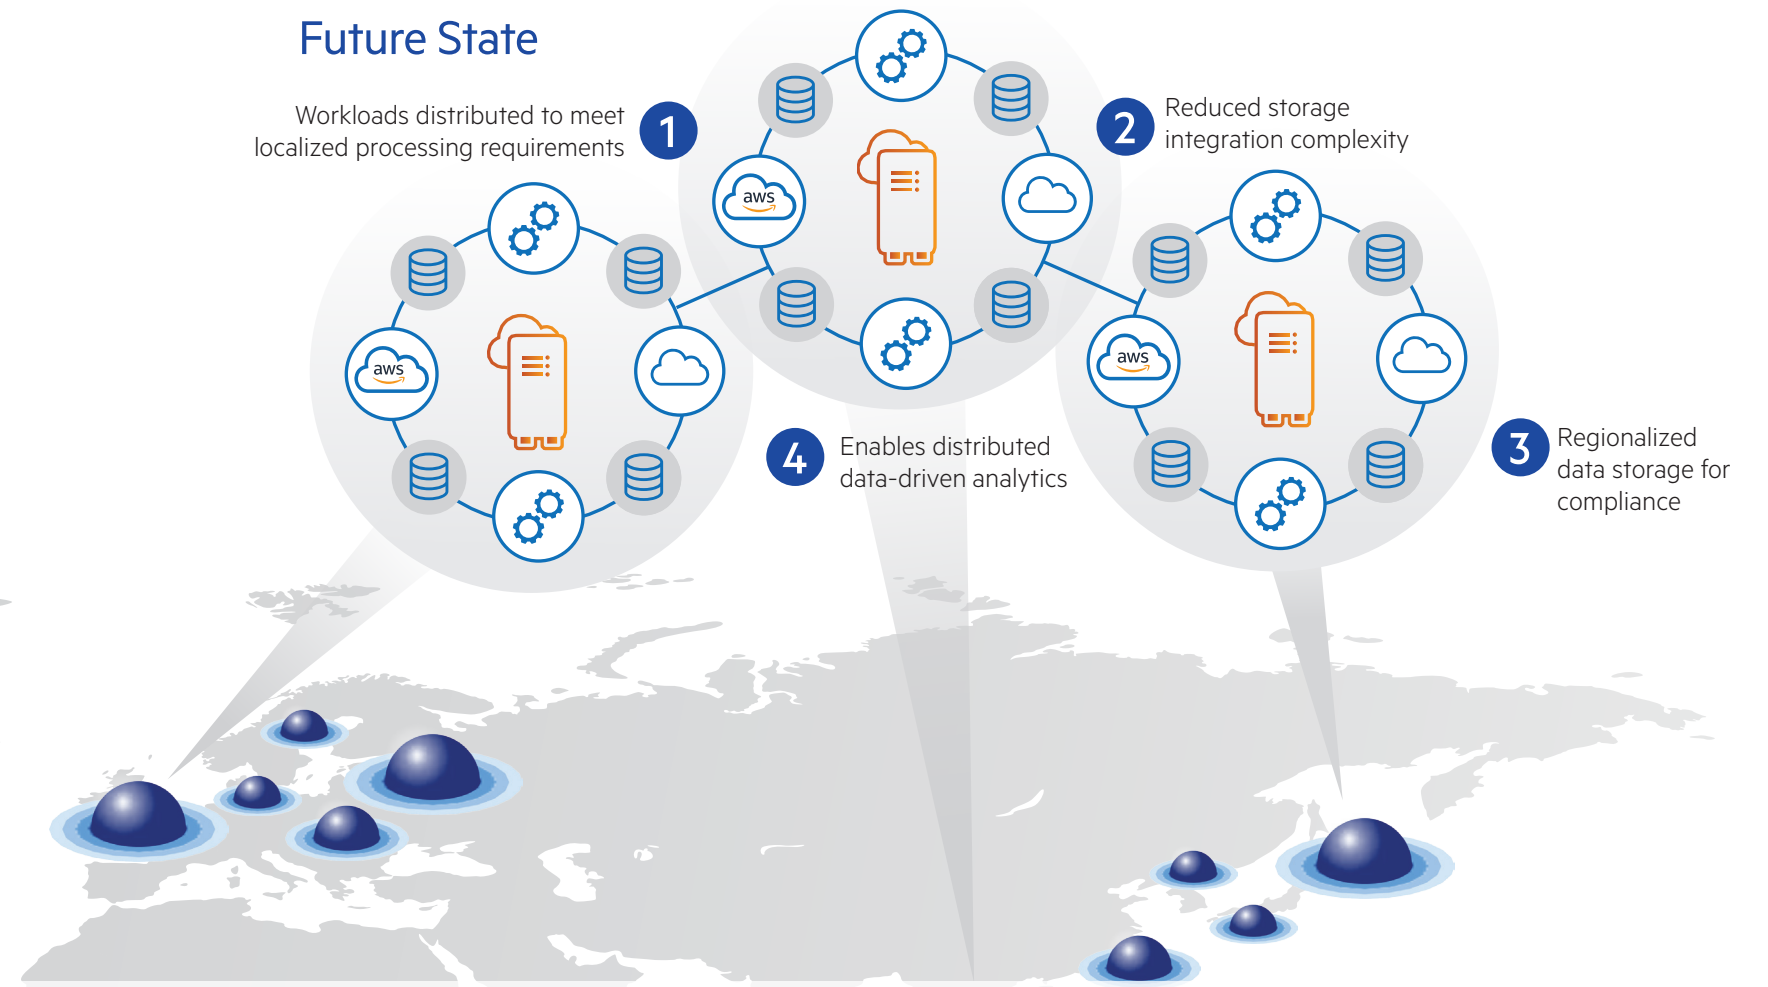 Future State
Workloads distributed to meet
localized processing requirements
1
2
Reduced storage
integration complexity
aws
aws
aws
4
Enables distributed
data-driven analytics
3
Regionalized
data storage for
compliance